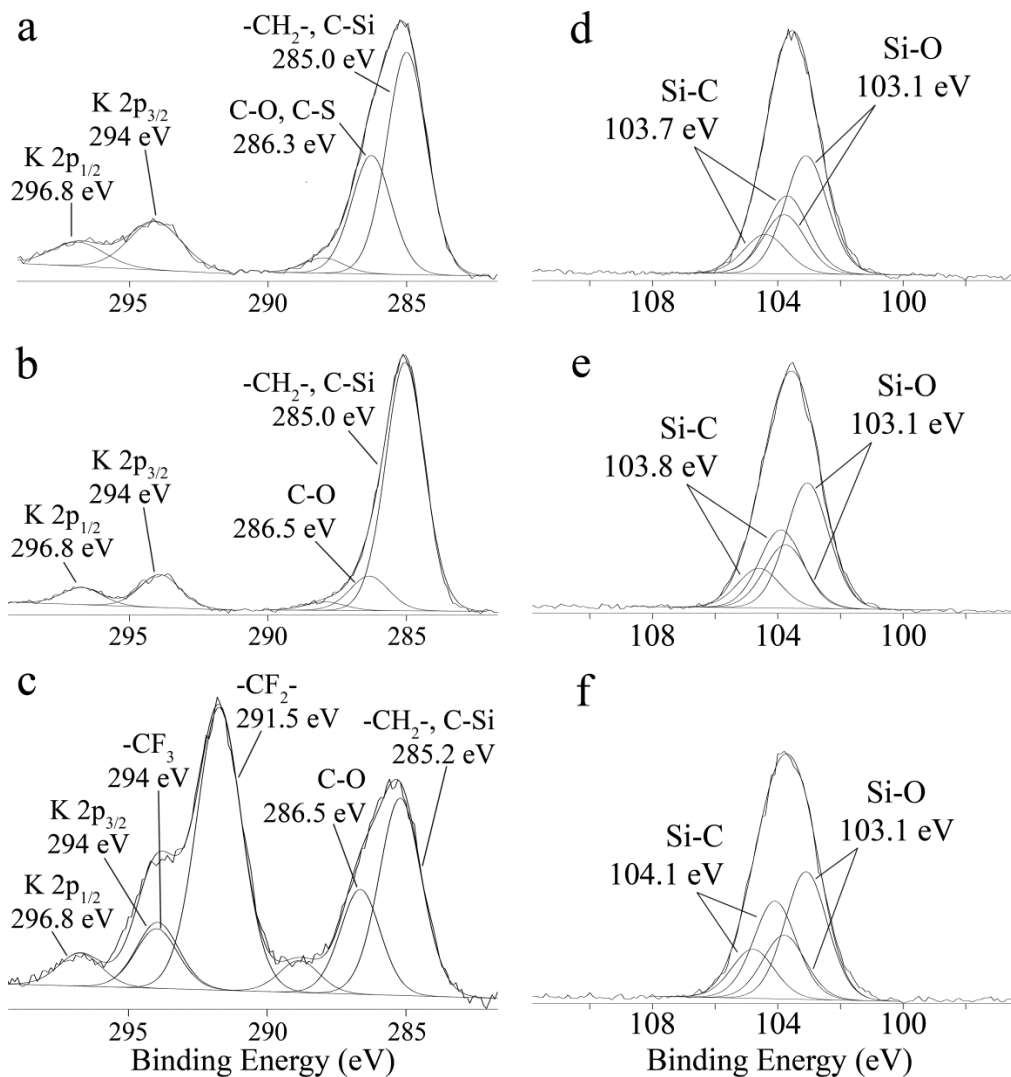 a
-CH₂-, C-Si
285.0 eV
C-O, C-S
286.3 eV
K 2p₃/₂
294 eV
K 2p₁/₂
296.8 eV
295
290
285
d
Si-O
103.1 eV
Si-C
103.7 eV
108
104
100
b
-CH₂-, C-Si
285.0 eV
K 2p₃/₂
294 eV
C-O
286.5 eV
K 2p₁/₂
296.8 eV
295
290
285
e
Si-O
103.1 eV
Si-C
103.8 eV
108
104
100
c
-CF₂-
291.5 eV
-CH₂-, C-Si
285.2 eV
-CF₃
294 eV
C-O
286.5 eV
K 2p₃/₂
294 eV
K 2p₁/₂
296.8 eV
295
290
285
Binding Energy (eV)
f
Si-O
103.1 eV
Si-C
104.1 eV
108
104
100
Binding Energy (eV)